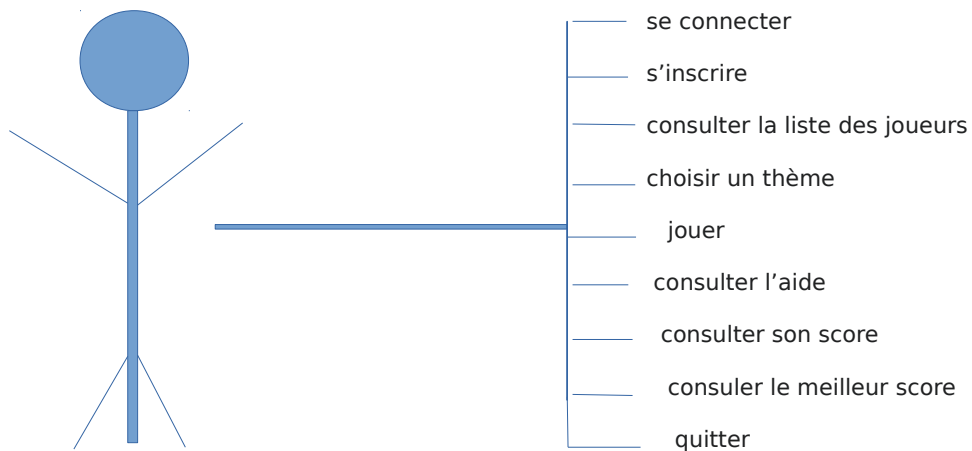 se connecter
s’inscrire
consulter la liste des joueurs
choisir un thème
jouer
consulter l’aide
consulter son score
consuler le meilleur score
quitter